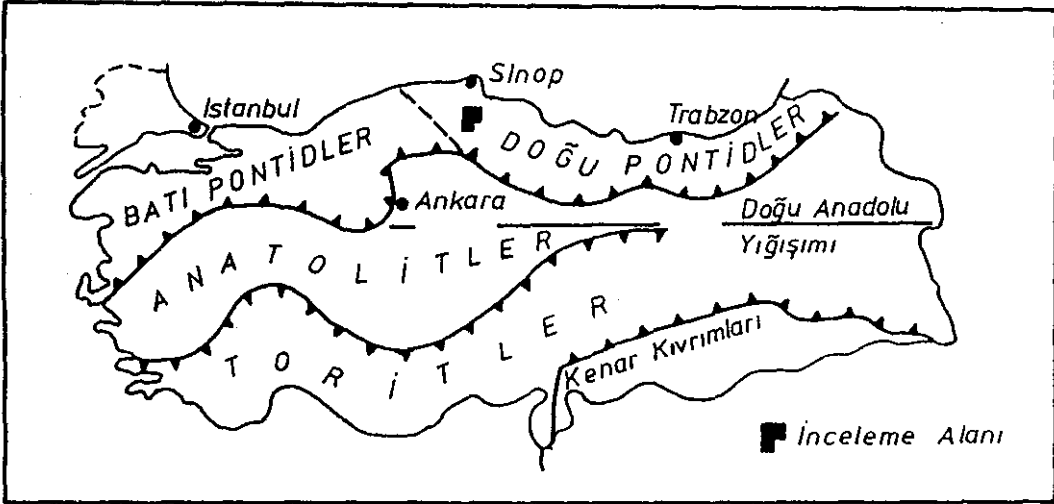 Sinop
İstanbul
Trabzon
BATI PONTİDLER
DOĞU PONTİDLER
Ankara
Doğu Anadolu
Yığışımı
ANATOLİTLER
TORİTLER
Kenar Kıvrımları
İnceleme Alanı